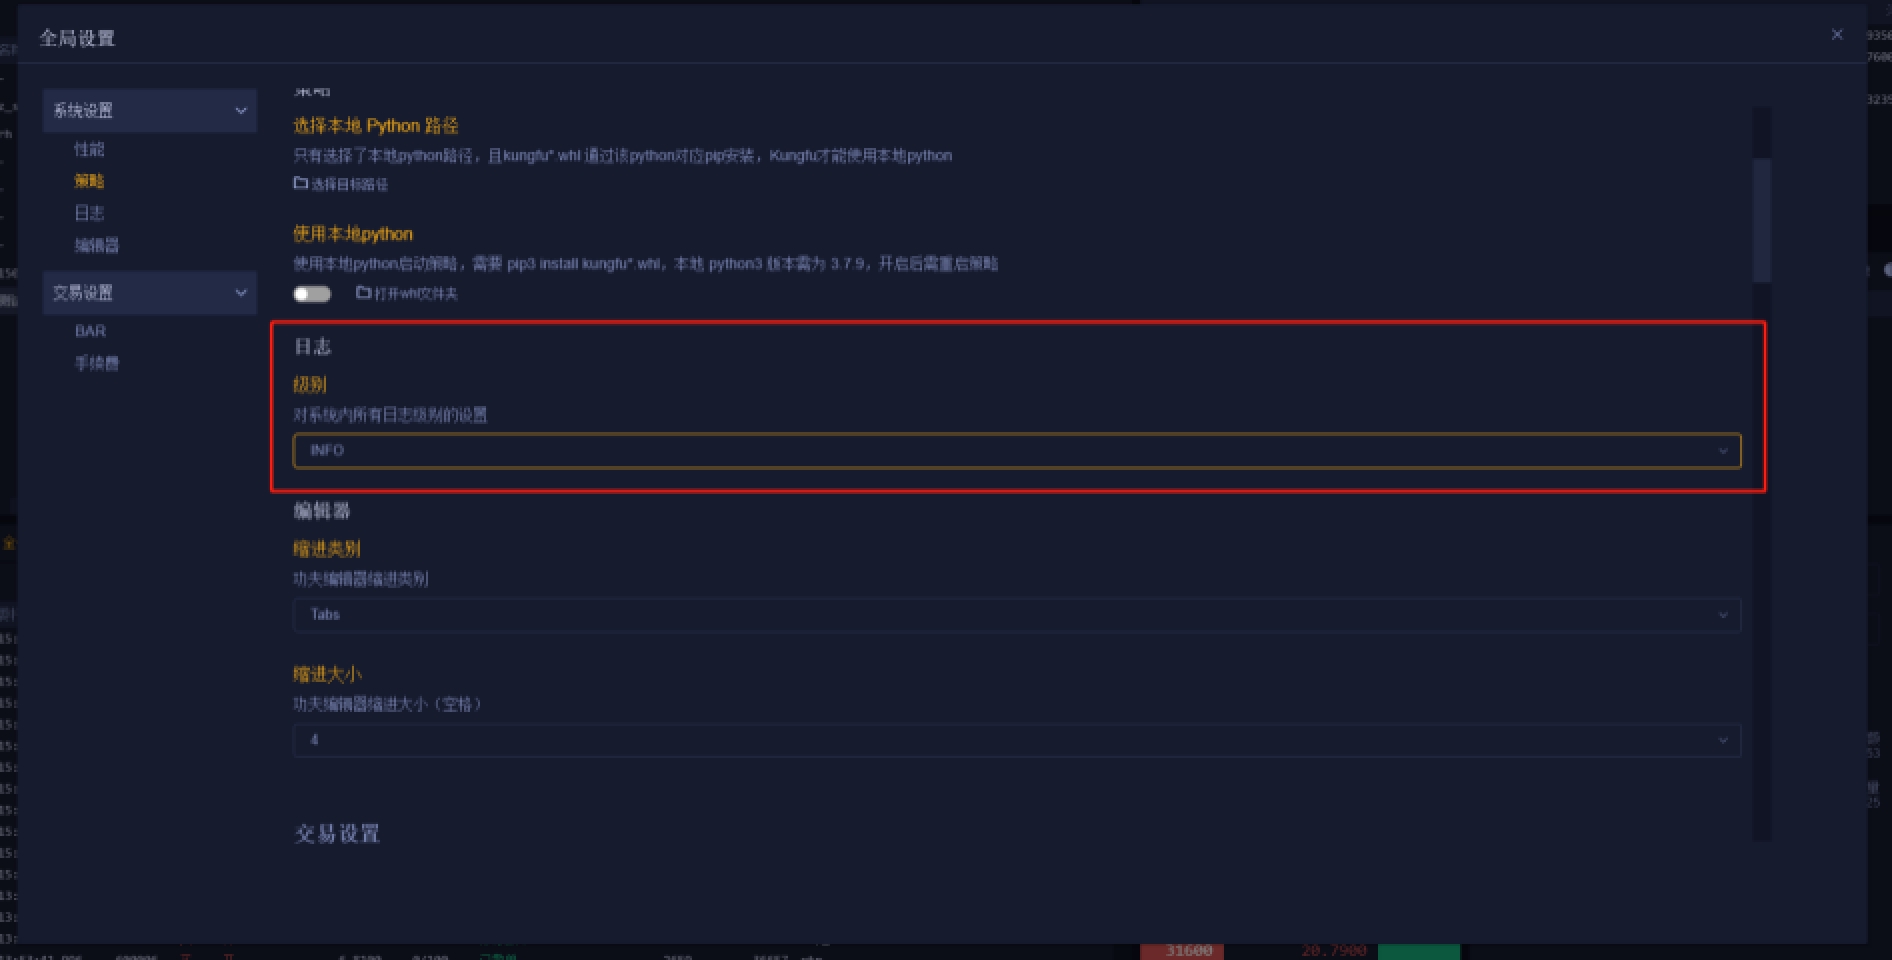 全局设置
系统设置
性能
策略
日志
编辑器
交易设置
BAR
手续费
策略
选择本地 Python 路径
只有选择了本地python路径，且kungfu*.whl 通过该python对应pip安装，Kungfu才能使用本地python
选择目标路径
使用本地python
使用本地python启动策略，需要 pip3 install kungfu*.whl，本地 python3 版本需为 3.7.9，开启后需重启策略
打开whl文件夹
日志
级别
对系统内所有日志级别的设置
INFO
编辑器
缩进类别
功夫编辑器缩进类别
Tabs
缩进大小
功夫编辑器缩进大小（空格）
4
交易设置
31600
20.7900